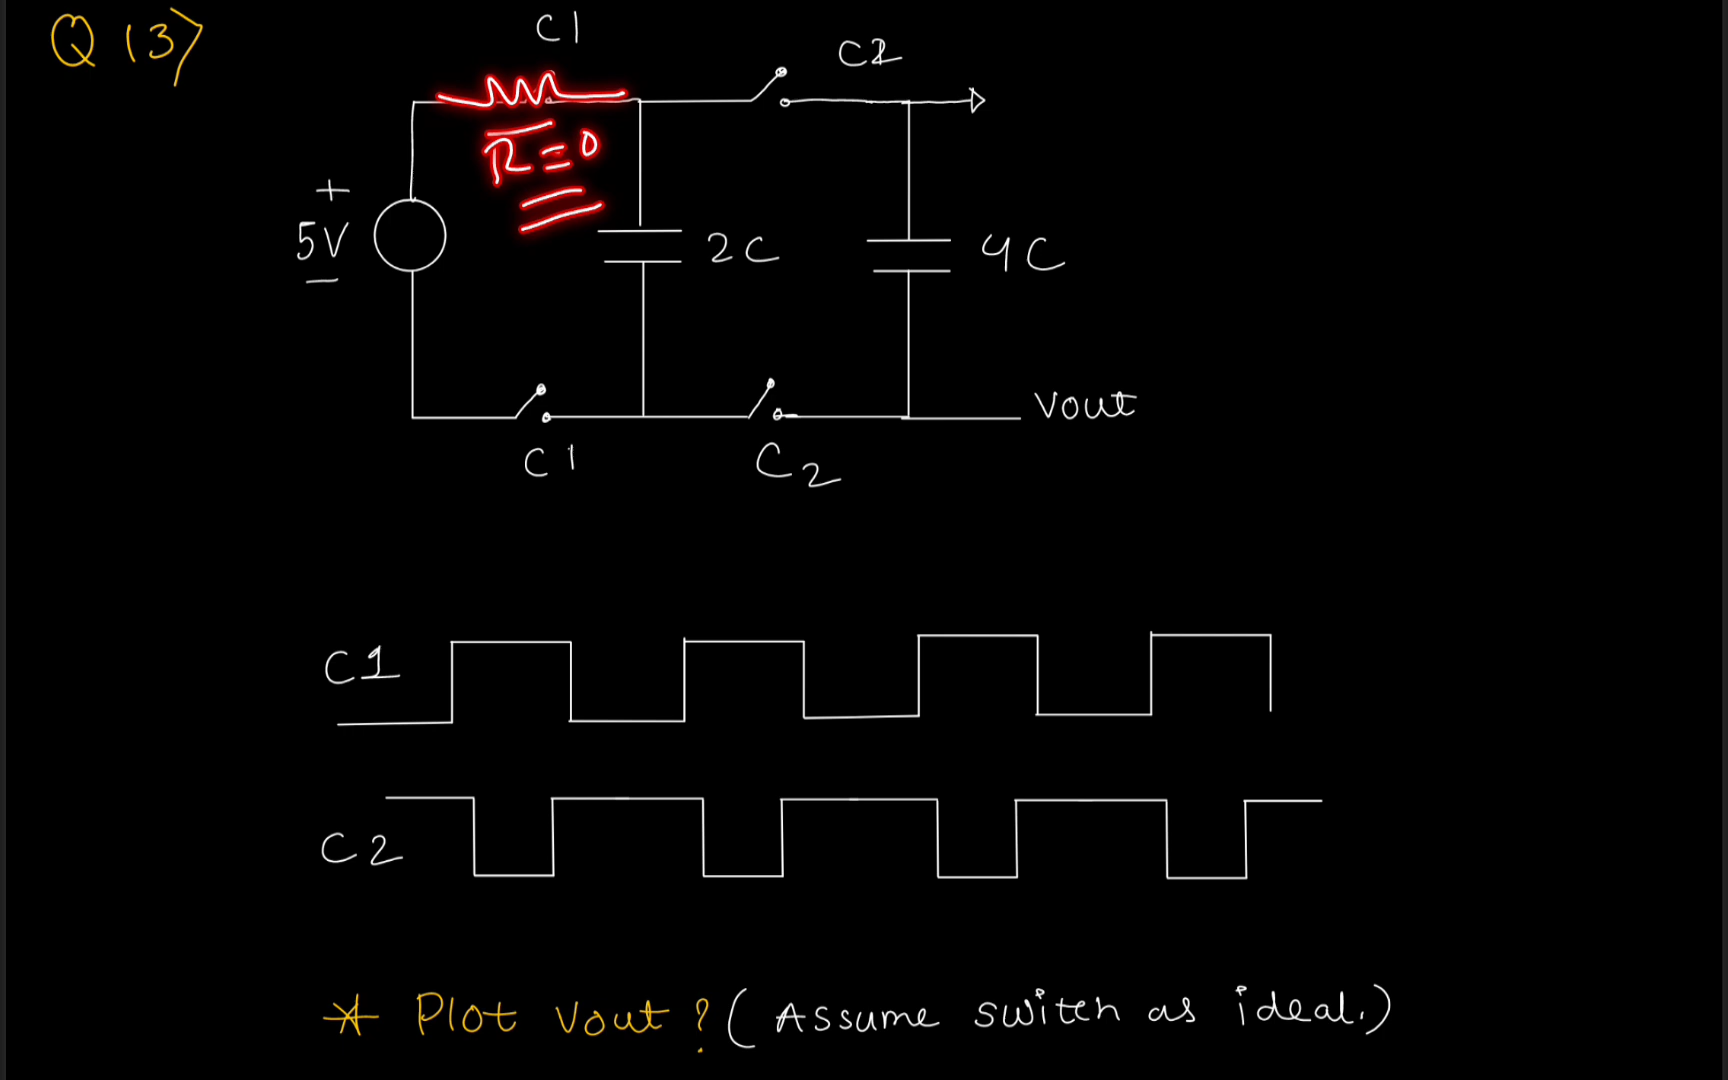 Q 13)
C1
C2
R=0
+
5V
−
2C
4C
Vout
C1
C2
C1
C2
* Plot Vout ? ( Assume switch as ideal.)